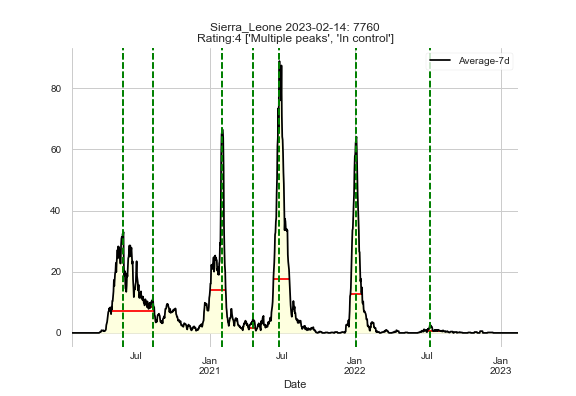 Sierra_Leone 2023-02-14: 7760
Rating:4 ['Multiple peaks', 'In control']
Average-7d
80
60
40
20
0
Jul
Jan
2021
Jul
Jan
2022
Jul
Jan
2023
Date